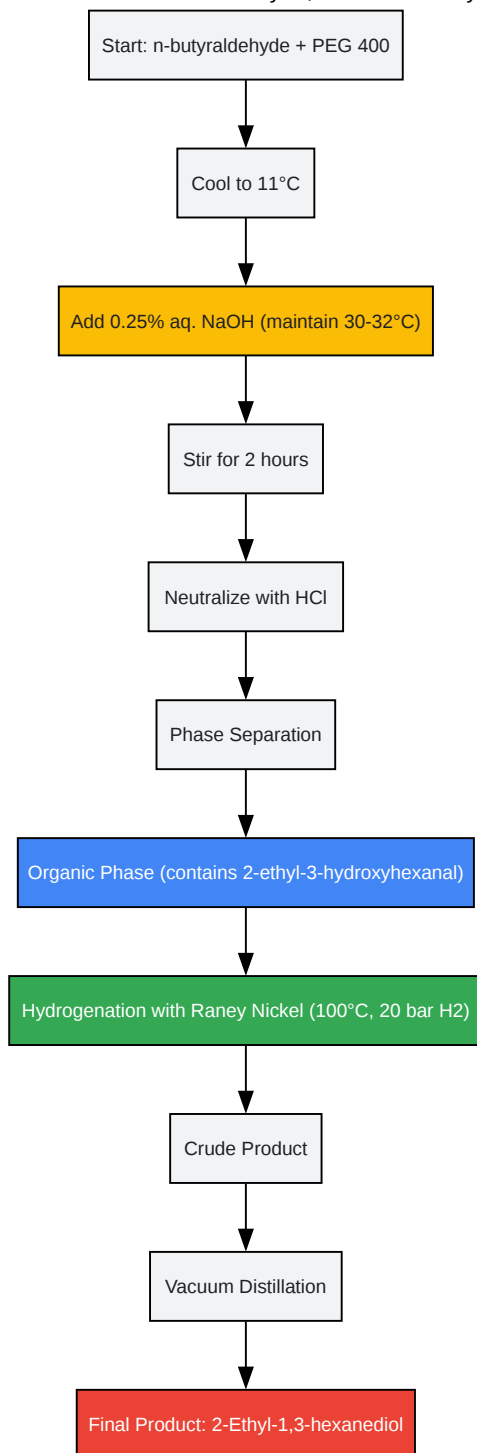 Start: n-butyraldehyde + PEG 400
Cool to 11°C
Add 0.25% aq. NaOH (maintain 30-32°C)
Stir for 2 hours
Neutralize with HCl
Phase Separation
Organic Phase (contains 2-ethyl-3-hydroxyhexanal)
Hydrogenation with Raney Nickel (100°C, 20 bar H2)
Crude Product
Vacuum Distillation
Final Product: 2-Ethyl-1,3-hexanediol